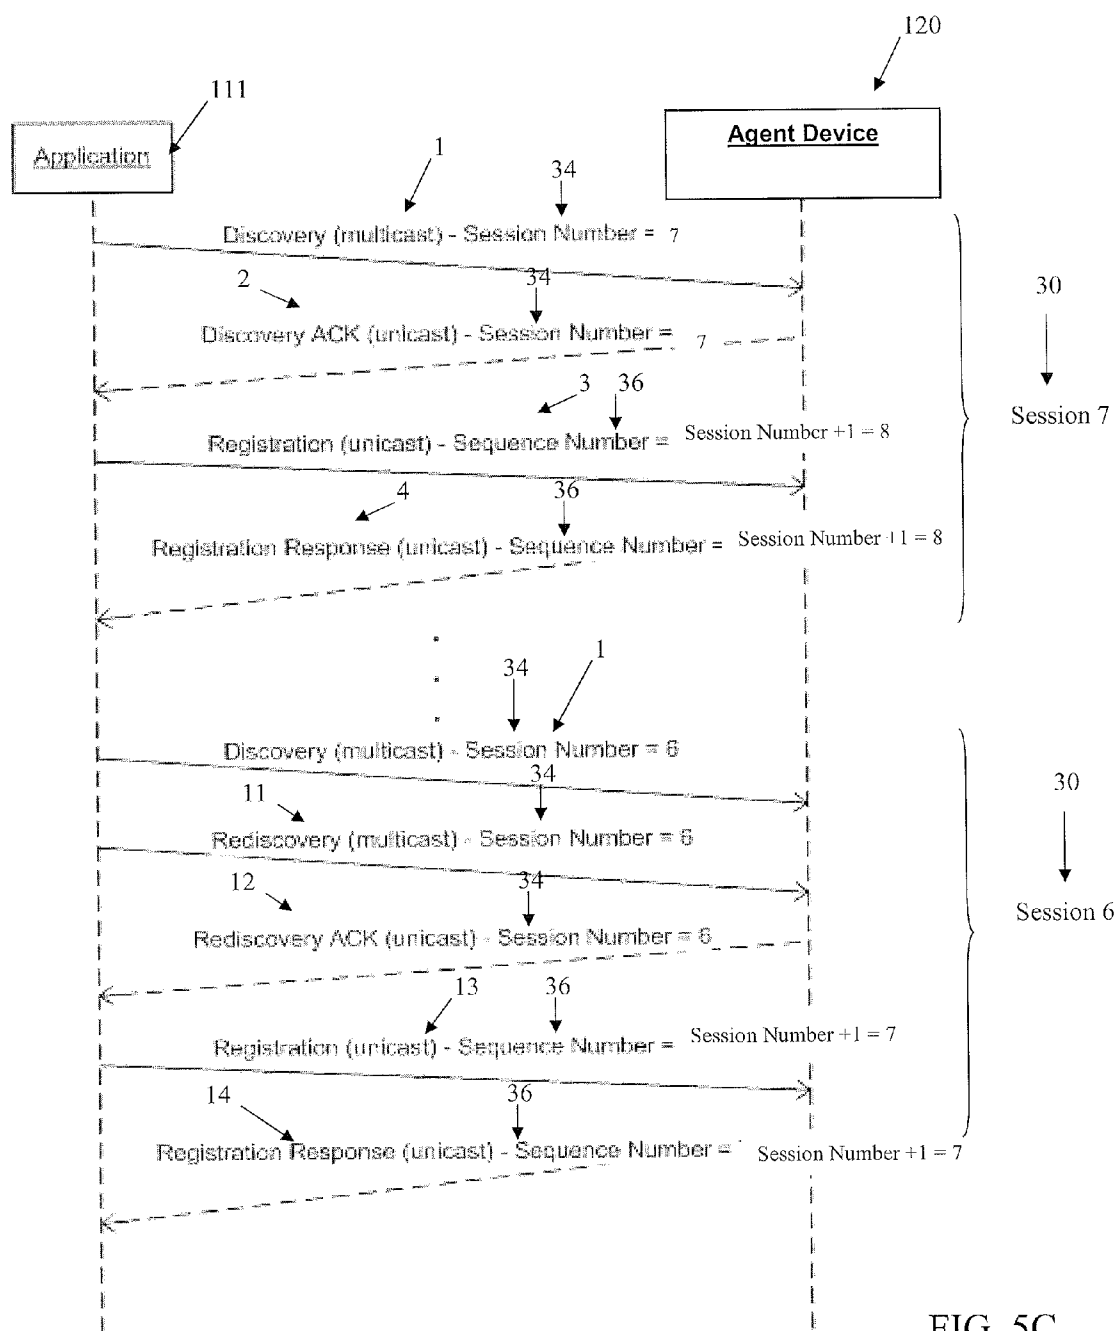 120
111
Application
Agent Device
1
34
Discovery (multicast) - Session Number = 7
2
34
30
Discovery ACK (unicast) - Session Number = 7
3
36
Session 7
Registration (unicast) - Sequence Number = Session Number +1 = 8
4
36
Registration Response (unicast) - Sequence Number = Session Number +1 = 8
1
34
Discovery (multicast) - Session Number = 6
34
30
11
Rediscovery (multicast) - Session Number = 6
12
34
Session 6
Rediscovery ACK (unicast) - Session Number = 6
13
36
Registration (unicast) - Sequence Number = Session Number +1 = 7
14
36
Registration Response (unicast) - Sequence Number = Session Number +1 = 7
FIG. 5C